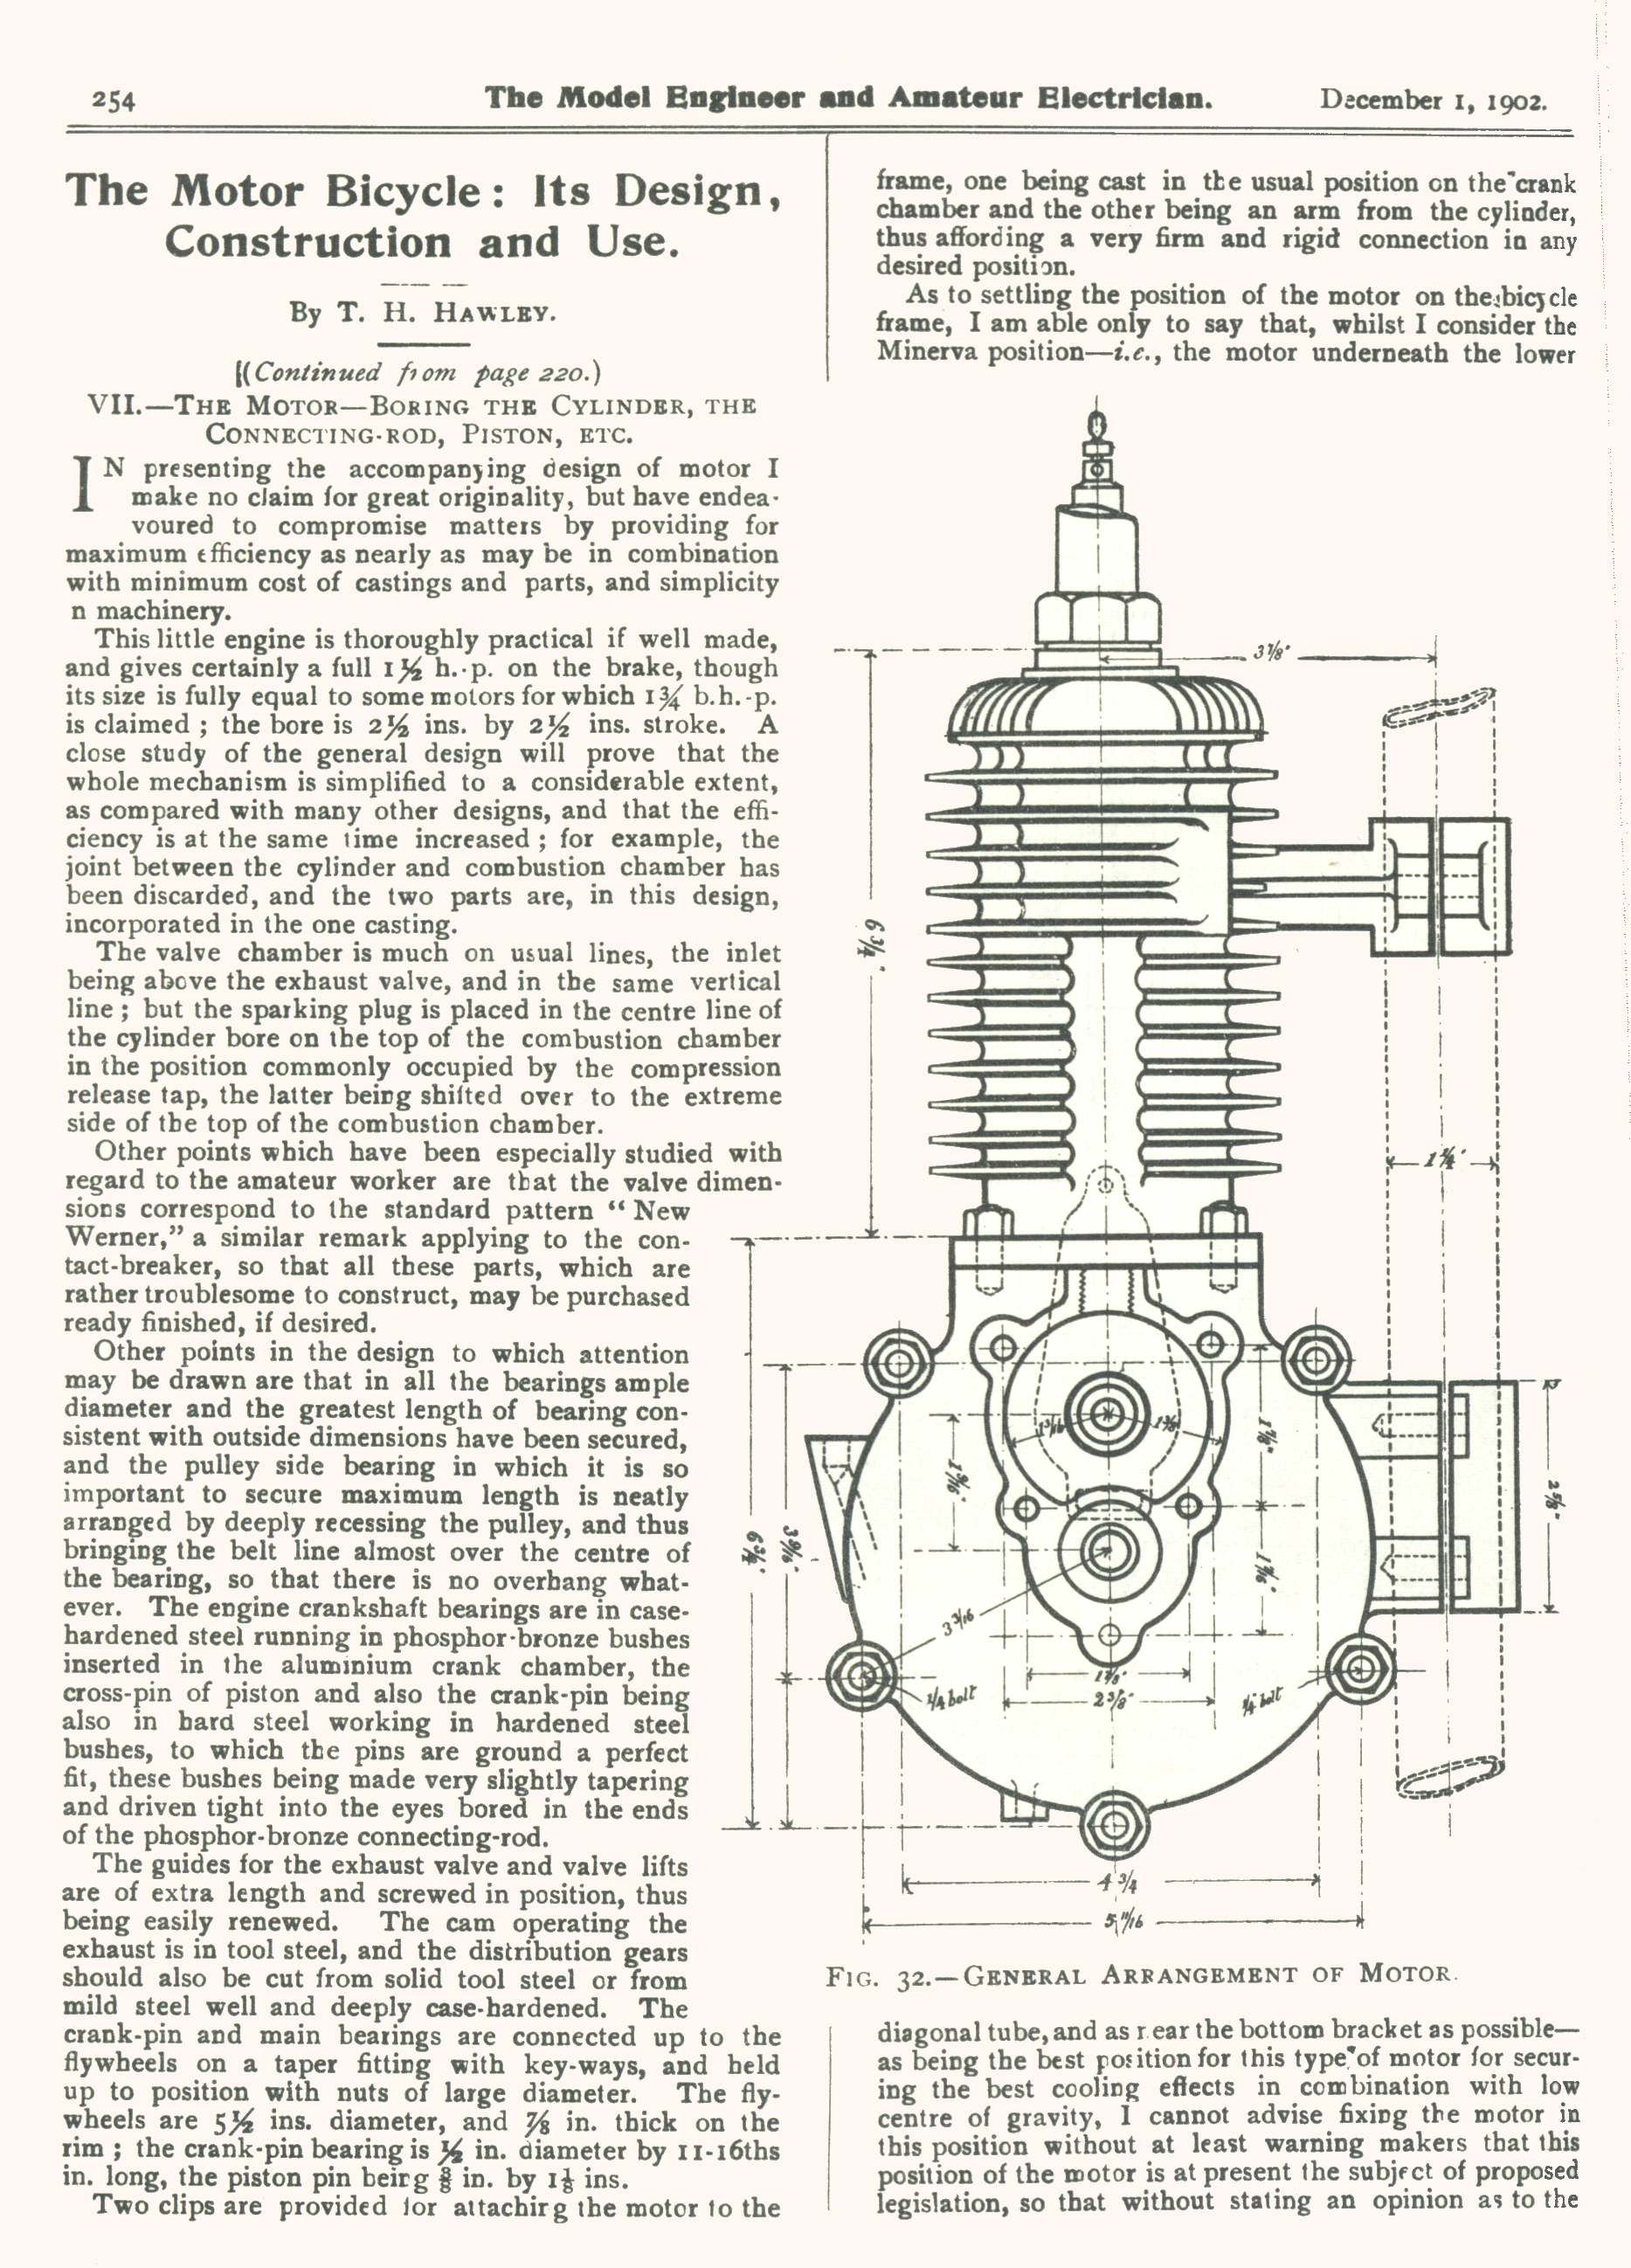 254
The Model Engineer and Amateur Electrician.
December 1, 1902.
The Motor Bicycle: Its Design,
Construction and Use.
By T. H. HAWLEY.
[(Continued from page 220.)
VII.—THE MOTOR—BORING THE CYLINDER, THE
CONNECTING-ROD, PISTON, ETC.
IN presenting the accompanying design of motor I
make no claim for great originality, but have endea-
voured to compromise matters by providing for
maximum efficiency as nearly as may be in combination
with minimum cost of castings and parts, and simplicity
n machinery.
This little engine is thoroughly practical if well made,
and gives certainly a full 1½ h.-p. on the brake, though
its size is fully equal to some motors for which 1¾ b.h.-p.
is claimed; the bore is 2½ ins. by 2½ ins. stroke. A
close study of the general design will prove that the
whole mechanism is simplified to a considerable extent,
as compared with many other designs, and that the effi-
ciency is at the same time increased; for example, the
joint between the cylinder and combustion chamber has
been discarded, and the two parts are, in this design,
incorporated in the one casting.
The valve chamber is much on usual lines, the inlet
being above the exhaust valve, and in the same vertical
line; but the sparking plug is placed in the centre line of
the cylinder bore on the top of the combustion chamber
in the position commonly occupied by the compression
release tap, the latter being shifted over to the extreme
side of the top of the combustion chamber.
Other points which have been especially studied with
regard to the amateur worker are that the valve dimen-
sions correspond to the standard pattern “New
Werner,” a similar remark applying to the con-
tact-breaker, so that all these parts, which are
rather troublesome to construct, may be purchased
ready finished, if desired.
Other points in the design to which attention
may be drawn are that in all the bearings ample
diameter and the greatest length of bearing con-
sistent with outside dimensions have been secured,
and the pulley side bearing in which it is so
important to secure maximum length is neatly
arranged by deeply recessing the pulley, and thus
bringing the belt line almost over the centre of
the bearing, so that there is no overhang what-
ever. The engine crankshaft bearings are in case-
hardened steel running in phosphor-bronze bushes
inserted in the aluminium crank chamber, the
cross-pin of piston and also the crank-pin being
also in hard steel working in hardened steel
bushes, to which the pins are ground a perfect
fit, these bushes being made very slightly tapering
and driven tight into the eyes bored in the ends
of the phosphor-bronze connecting-rod.
The guides for the exhaust valve and valve lifts
are of extra length and screwed in position, thus
being easily renewed. The cam operating the
exhaust is in tool steel, and the distribution gears
should also be cut from solid tool steel or from
mild steel well and deeply case-hardened. The
crank-pin and main bearings are connected up to the
flywheels on a taper fitting with key-ways, and held
up to position with nuts of large diameter. The fly-
wheels are 5½ ins. diameter, and ⅞ in. thick on the
rim; the crank-pin bearing is ½ in. diameter by 11-16ths
in. long, the piston pin being ⅜ in. by 1½ ins.
Two clips are provided for attaching the motor to the
frame, one being cast in the usual position on the crank
chamber and the other being an arm from the cylinder,
thus affording a very firm and rigid connection in any
desired position.
As to settling the position of the motor on the bicycle
frame, I am able only to say that, whilst I consider the
Minerva position—i.e., the motor underneath the lower
3⅞"
6¾"
1¼"
1 3/16
1⅜"
1⅞"
1 9/16"
2⅝"
6¾"
3 9/16"
1 7/16"
3 3/16
1⅞"
2⅜"
¼ bolt
¼" bolt
4¾
5 11/16
FIG. 32.—GENERAL ARRANGEMENT OF MOTOR.
diagonal tube, and as near the bottom bracket as possible—
as being the best position for this type of motor for secur-
ing the best cooling effects in combination with low
centre of gravity, I cannot advise fixing the motor in
this position without at least warning makers that this
position of the motor is at present the subject of proposed
legislation, so that without stating an opinion as to the